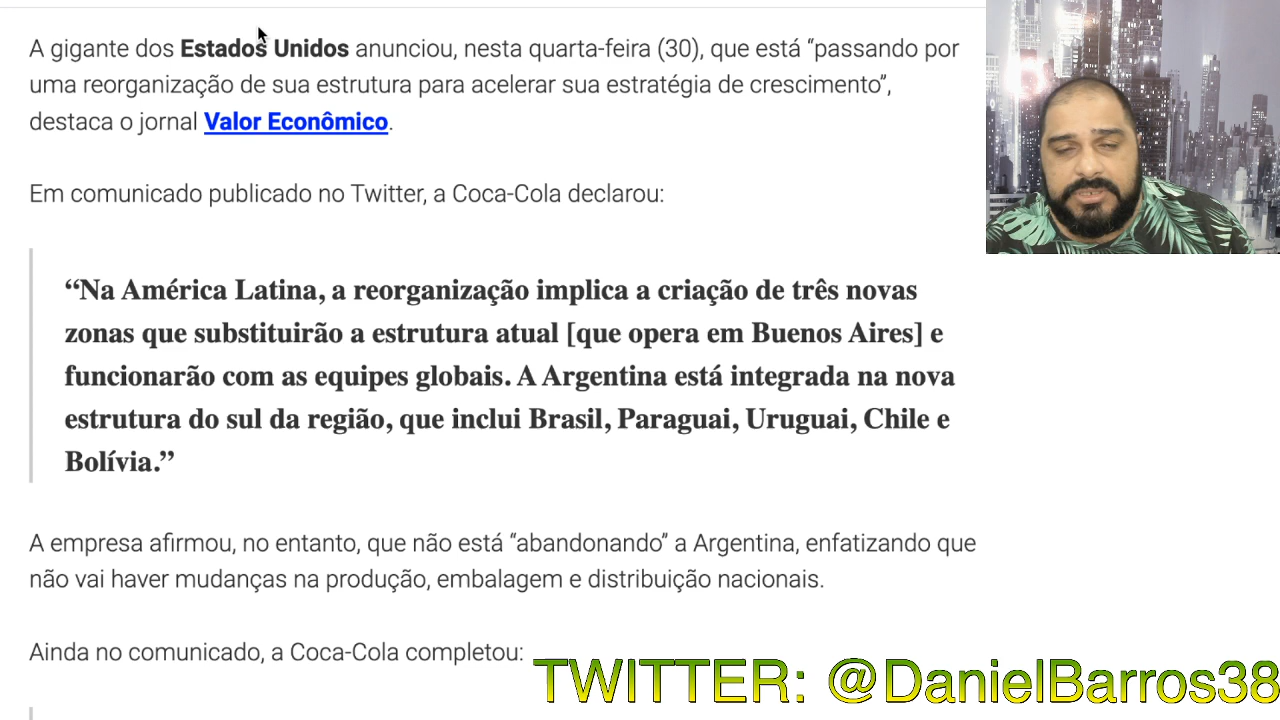 A gigante dos Estados Unidos anunciou, nesta quarta-feira (30), que está “passando por
uma reorganização de sua estrutura para acelerar sua estratégia de crescimento”,
destaca o jornal Valor Econômico.
Em comunicado publicado no Twitter, a Coca-Cola declarou:
“Na América Latina, a reorganização implica a criação de três novas
zonas que substituirão a estrutura atual [que opera em Buenos Aires] e
funcionarão com as equipes globais. A Argentina está integrada na nova
estrutura do sul da região, que inclui Brasil, Paraguai, Uruguai, Chile e
Bolívia.”
A empresa afirmou, no entanto, que não está “abandonando” a Argentina, enfatizando que
não vai haver mudanças na produção, embalagem e distribuição nacionais.
Ainda no comunicado, a Coca-Cola completou:
TWITTER: @DanielBarros38